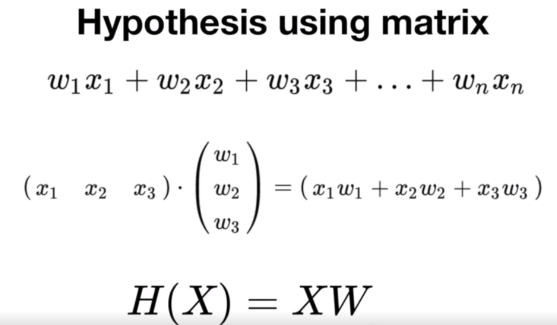 Hypothesis using matrix
w₁x₁ + w₂x₂ + w₃x₃ + . . . + wₙxₙ
( x₁ x₂ x₃ ) · ( w₁ w₂ w₃ ) = ( x₁w₁ + x₂w₂ + x₃w₃ )
H(X) = XW